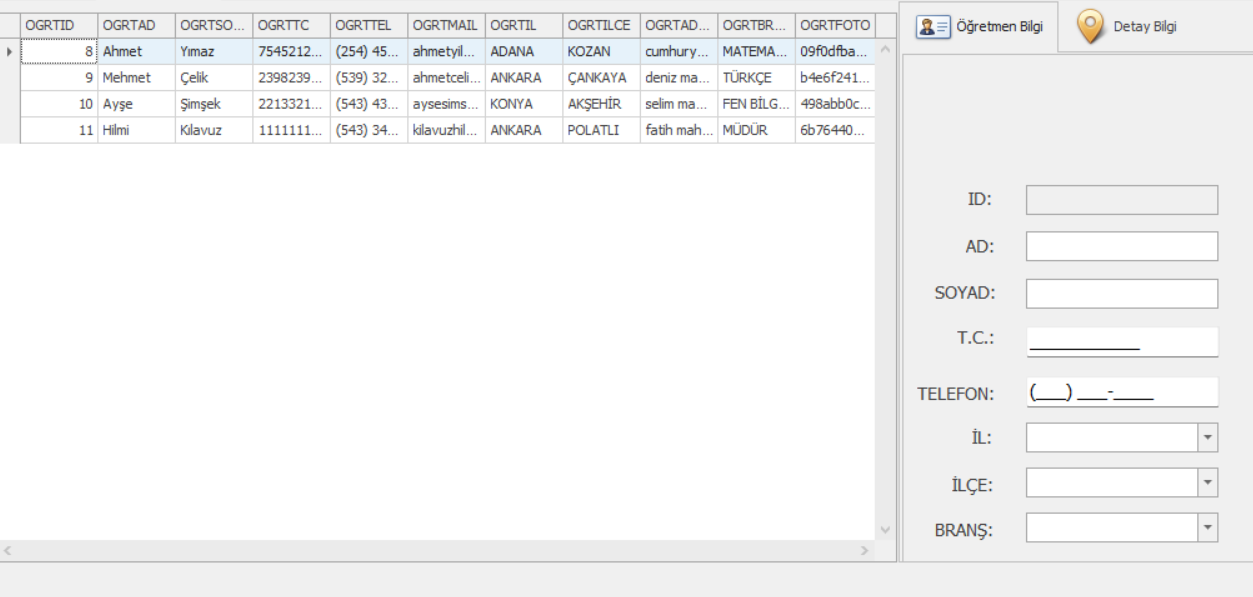 OGRTID OGRTAD OGRTSO... OGRTTC OGRTTEL OGRTMAIL OGRTIL OGRTILCE OGRTAD... OGRTBR... OGRTFOTO
8 Ahmet Yımaz 7545212... (254) 45... ahmetyil... ADANA KOZAN cumhury... MATEMA... 09f0dfba...
9 Mehmet Çelik 2398239... (539) 32... ahmetceli... ANKARA ÇANKAYA deniz ma... TÜRKÇE b4e6f241...
10 Ayşe Şimşek 2213321... (543) 43... aysesims... KONYA AKŞEHİR selim ma... FEN BİLG... 498abb0c...
11 Hilmi Kılavuz 1111111... (543) 34... kilavuzhil... ANKARA POLATLI fatih mah... MÜDÜR 6b76440...
Öğretmen Bilgi Detay Bilgi
ID:
AD:
SOYAD:
T.C.: ___________
TELEFON: (___) ___-____
İL:
İLÇE:
BRANŞ: